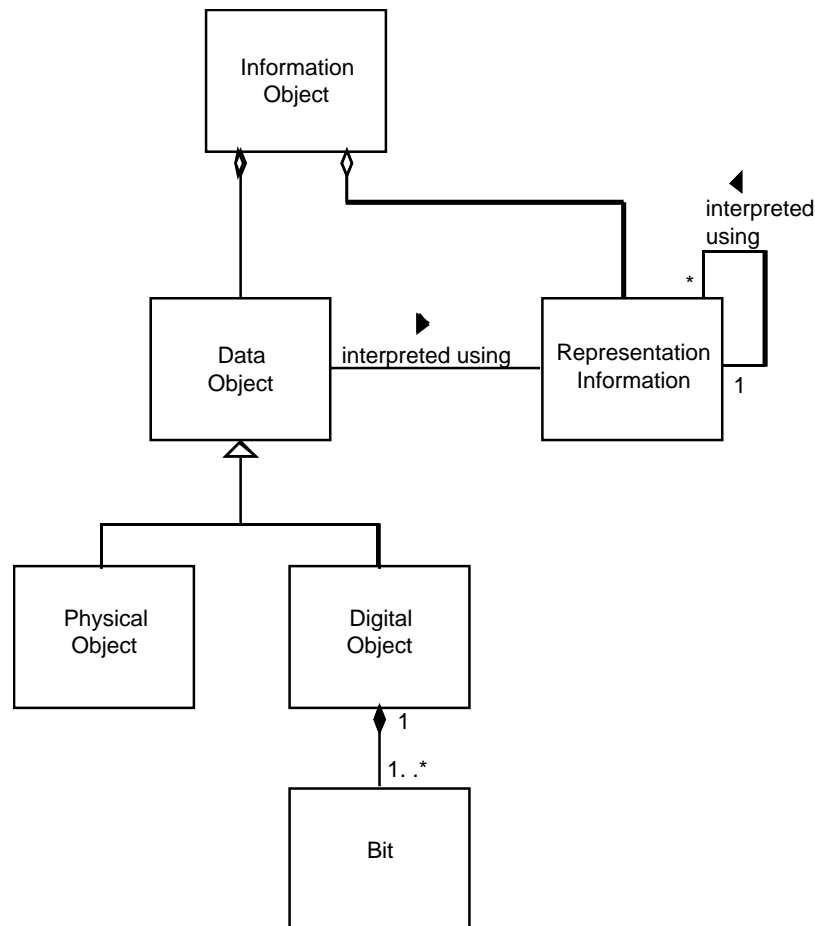 Information
Object
interpreted
using
*
Data
Object
interpreted using
Representation
Information
1
Physical
Object
Digital
Object
1
1. .*
Bit